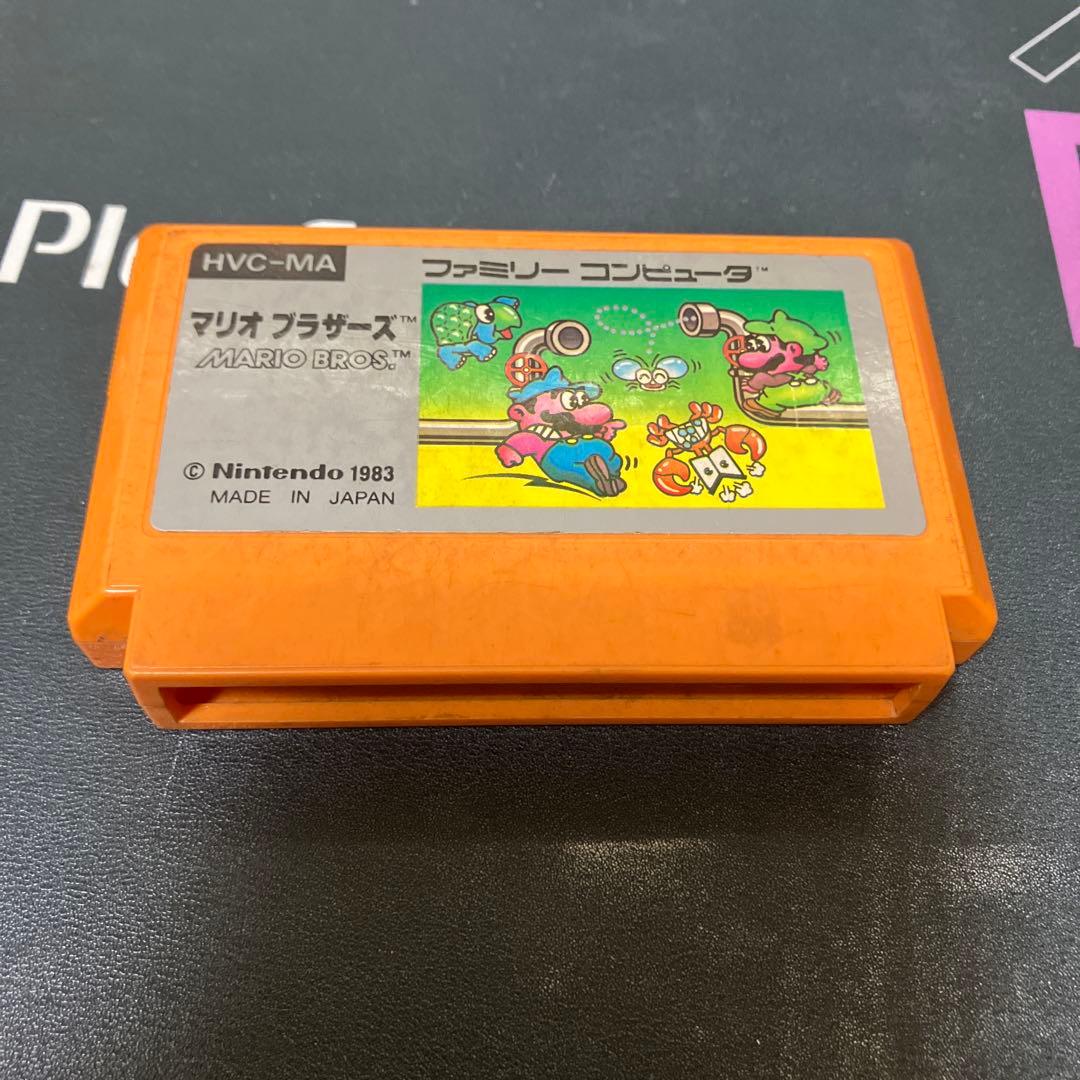 HVC-MA
ファミリー コンピュータ™
マリオ ブラザーズ™
MARIO BROS.™
© Nintendo 1983
MADE IN JAPAN